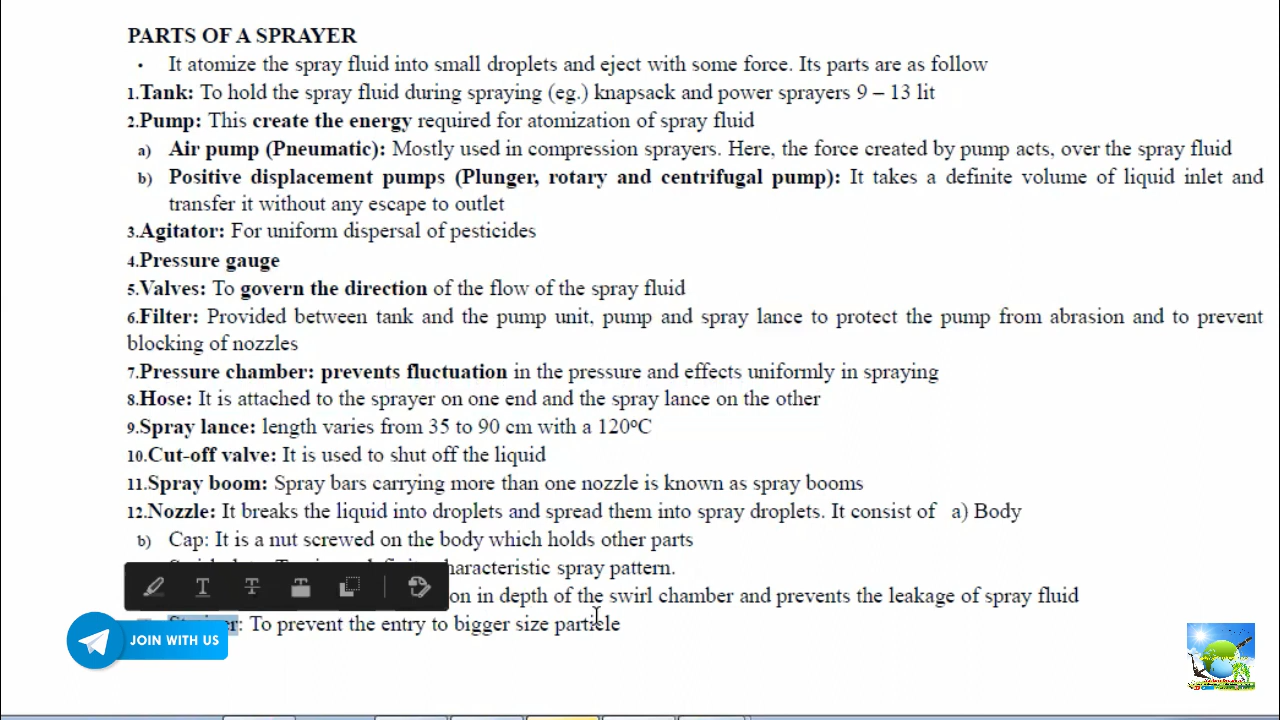 PARTS OF A SPRAYER
• It atomize the spray fluid into small droplets and eject with some force. Its parts are as follow
1.Tank: To hold the spray fluid during spraying (eg.) knapsack and power sprayers 9 – 13 lit
2.Pump: This create the energy required for atomization of spray fluid
a) Air pump (Pneumatic): Mostly used in compression sprayers. Here, the force created by pump acts, over the spray fluid
b) Positive displacement pumps (Plunger, rotary and centrifugal pump): It takes a definite volume of liquid inlet and
transfer it without any escape to outlet
3.Agitator: For uniform dispersal of pesticides
4.Pressure gauge
5.Valves: To govern the direction of the flow of the spray fluid
6.Filter: Provided between tank and the pump unit, pump and spray lance to protect the pump from abrasion and to prevent
blocking of nozzles
7.Pressure chamber: prevents fluctuation in the pressure and effects uniformly in spraying
8.Hose: It is attached to the sprayer on one end and the spray lance on the other
9.Spray lance: length varies from 35 to 90 cm with a 120ºC
10.Cut-off valve: It is used to shut off the liquid
11.Spray boom: Spray bars carrying more than one nozzle is known as spray booms
12.Nozzle: It breaks the liquid into droplets and spread them into spray droplets. It consist of a) Body
b) Cap: It is a nut screwed on the body which holds other parts
characteristic spray pattern.
on in depth of the swirl chamber and prevents the leakage of spray fluid
: To prevent the entry to bigger size particle
JOIN WITH US